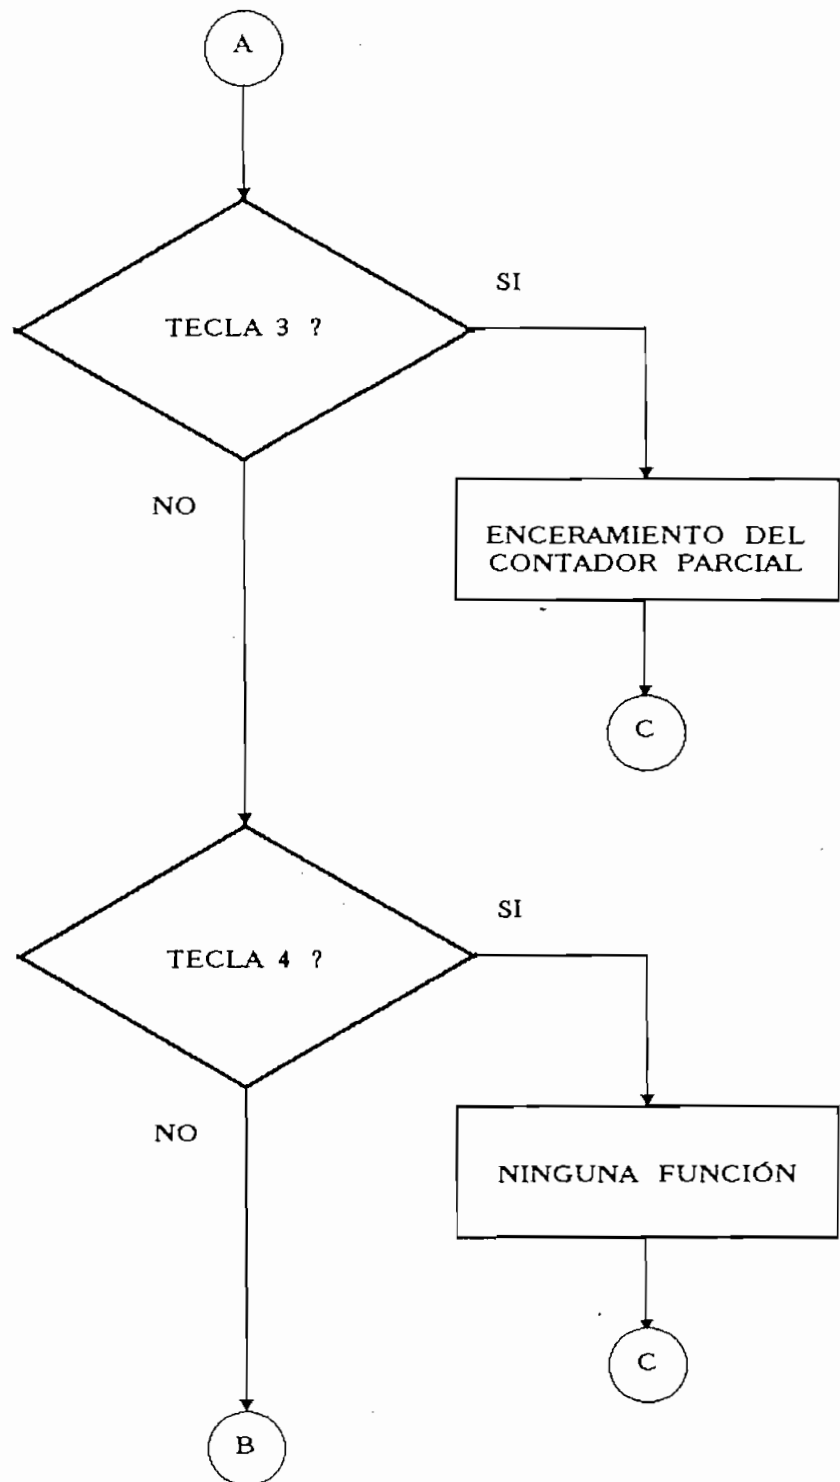 A
SI
TECLA 3 ?
NO
ENCERAMIENTO DEL
CONTADOR PARCIAL
C
SI
TECLA 4 ?
NO
NINGUNA FUNCIÓN
C
B